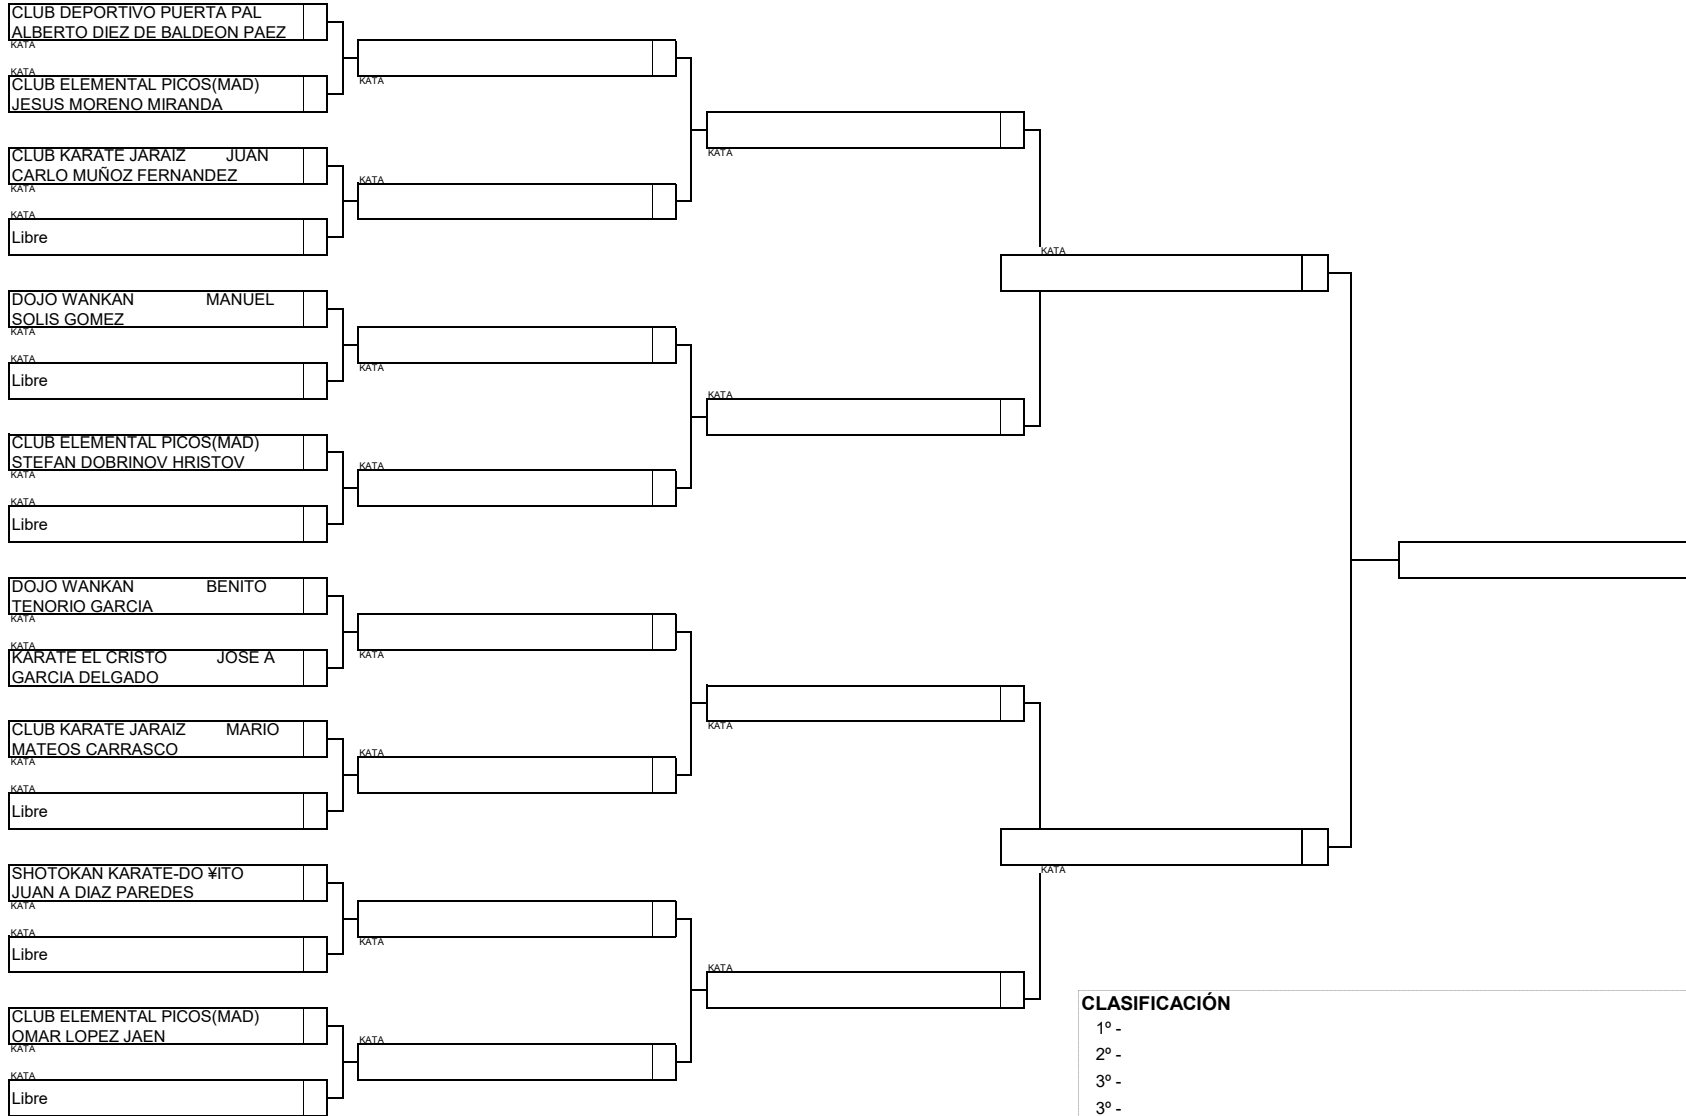 CLUB DEPORTIVO PUERTA PAL
ALBERTO DIEZ DE BALDEON PAEZ
KATA
KATA
CLUB ELEMENTAL PICOS(MAD)
JESUS MORENO MIRANDA
CLUB KARATE JARAIZ JUAN
CARLO MUÑOZ FERNANDEZ
KATA
KATA
Libre
DOJO WANKAN MANUEL
SOLIS GOMEZ
KATA
KATA
Libre
CLUB ELEMENTAL PICOS(MAD)
STEFAN DOBRINOV HRISTOV
KATA
KATA
Libre
DOJO WANKAN BENITO
TENORIO GARCIA
KATA
KATA
KARATE EL CRISTO JOSE A
GARCIA DELGADO
CLUB KARATE JARAIZ MARIO
MATEOS CARRASCO
KATA
KATA
Libre
SHOTOKAN KARATE-DO ¥ITO
JUAN A DIAZ PAREDES
KATA
KATA
Libre
CLUB ELEMENTAL PICOS(MAD)
OMAR LOPEZ JAEN
KATA
KATA
Libre
KATA
KATA
KATA
KATA
KATA
KATA
KATA
KATA
KATA
KATA
KATA
KATA
KATA
KATA
CLASIFICACIÓN
1º -
2º -
3º -
3º -